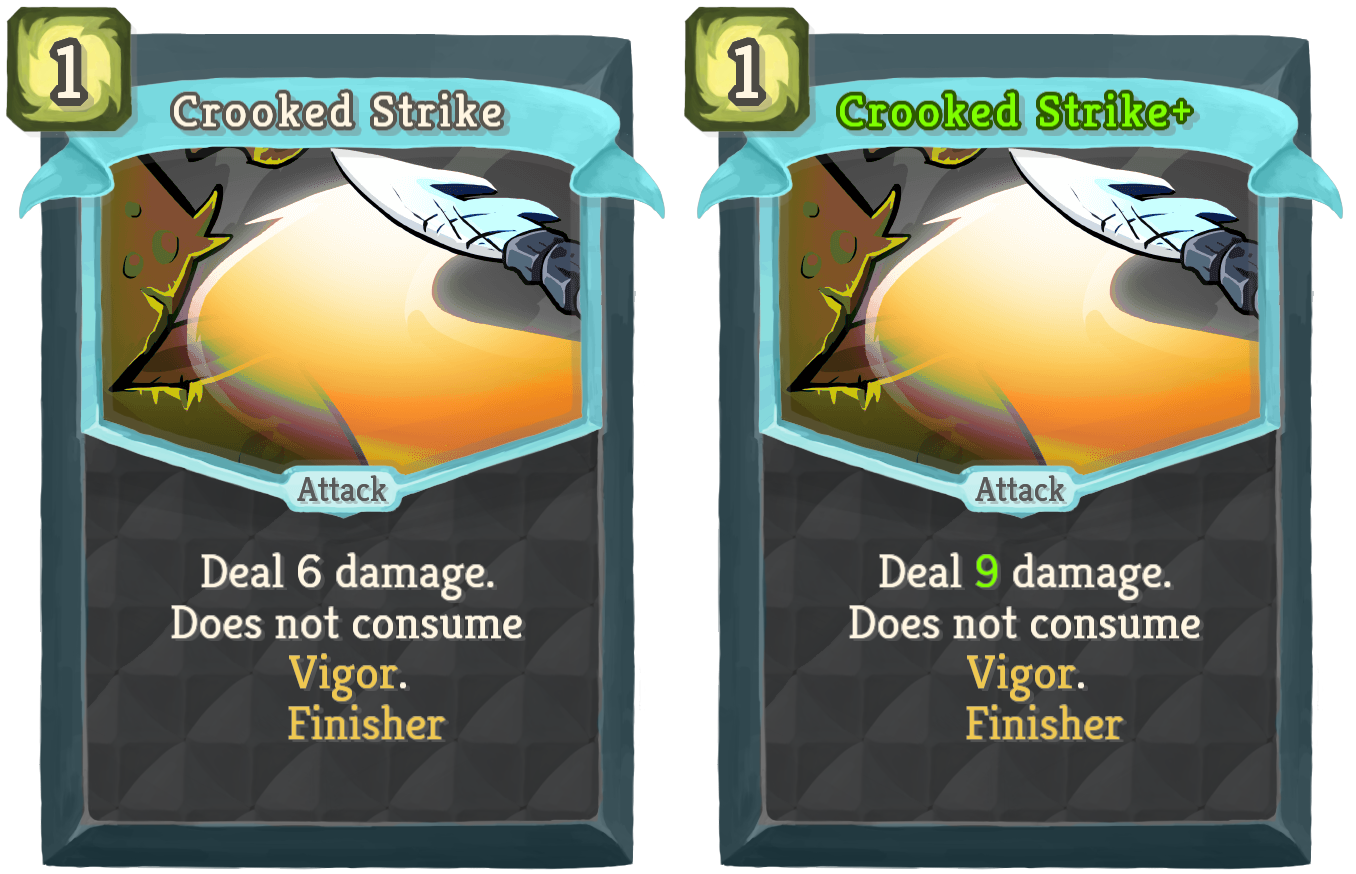 1
Crooked Strike
Attack
Deal 6 damage.
Does not consume
Vigor.
Finisher
1
Crooked Strike+
Attack
Deal 9 damage.
Does not consume
Vigor.
Finisher